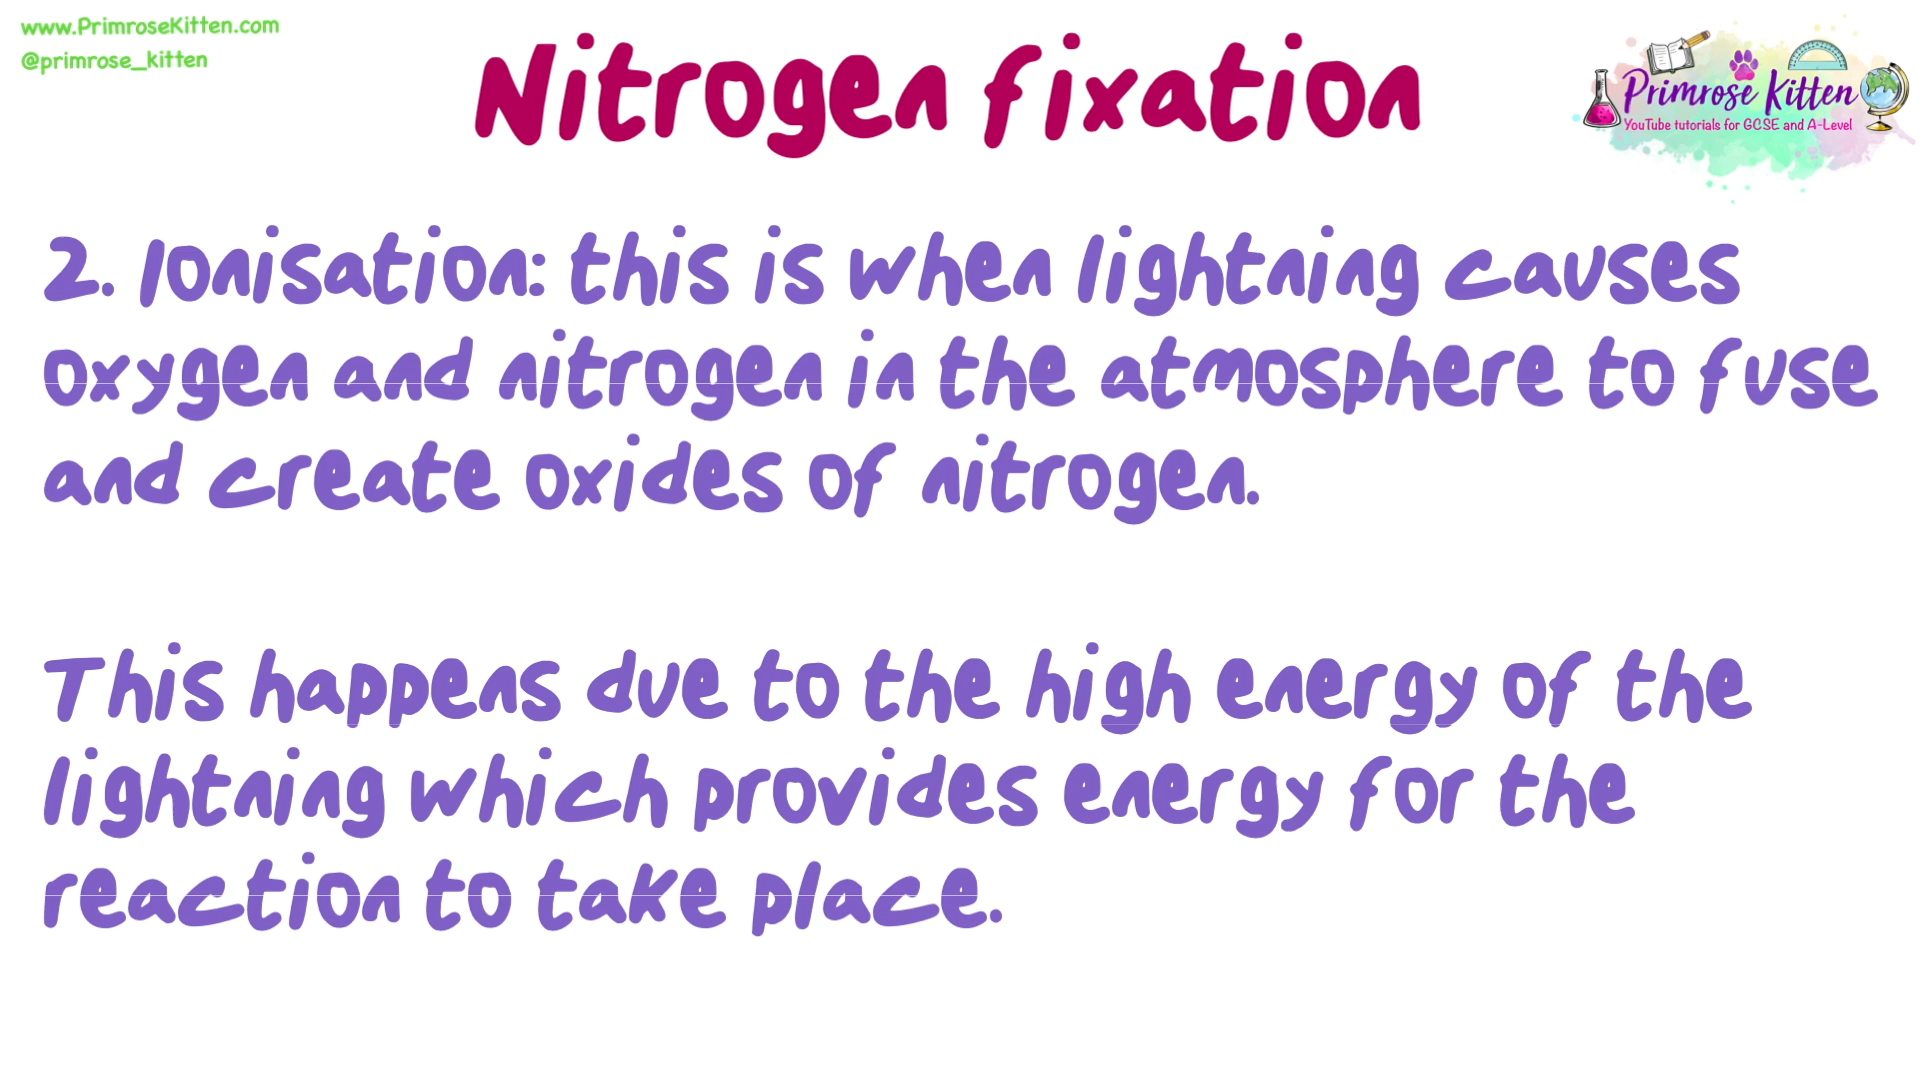 www.PrimroseKitten.com
@primrose_kitten
Nitrogen fixation
Primrose Kitten
YouTube tutorials for GCSE and A-Level
2. Ionisation: this is when lightning causes
oxygen and nitrogen in the atmosphere to fuse
and create oxides of nitrogen.
This happens due to the high energy of the
lightning which provides energy for the
reaction to take place.